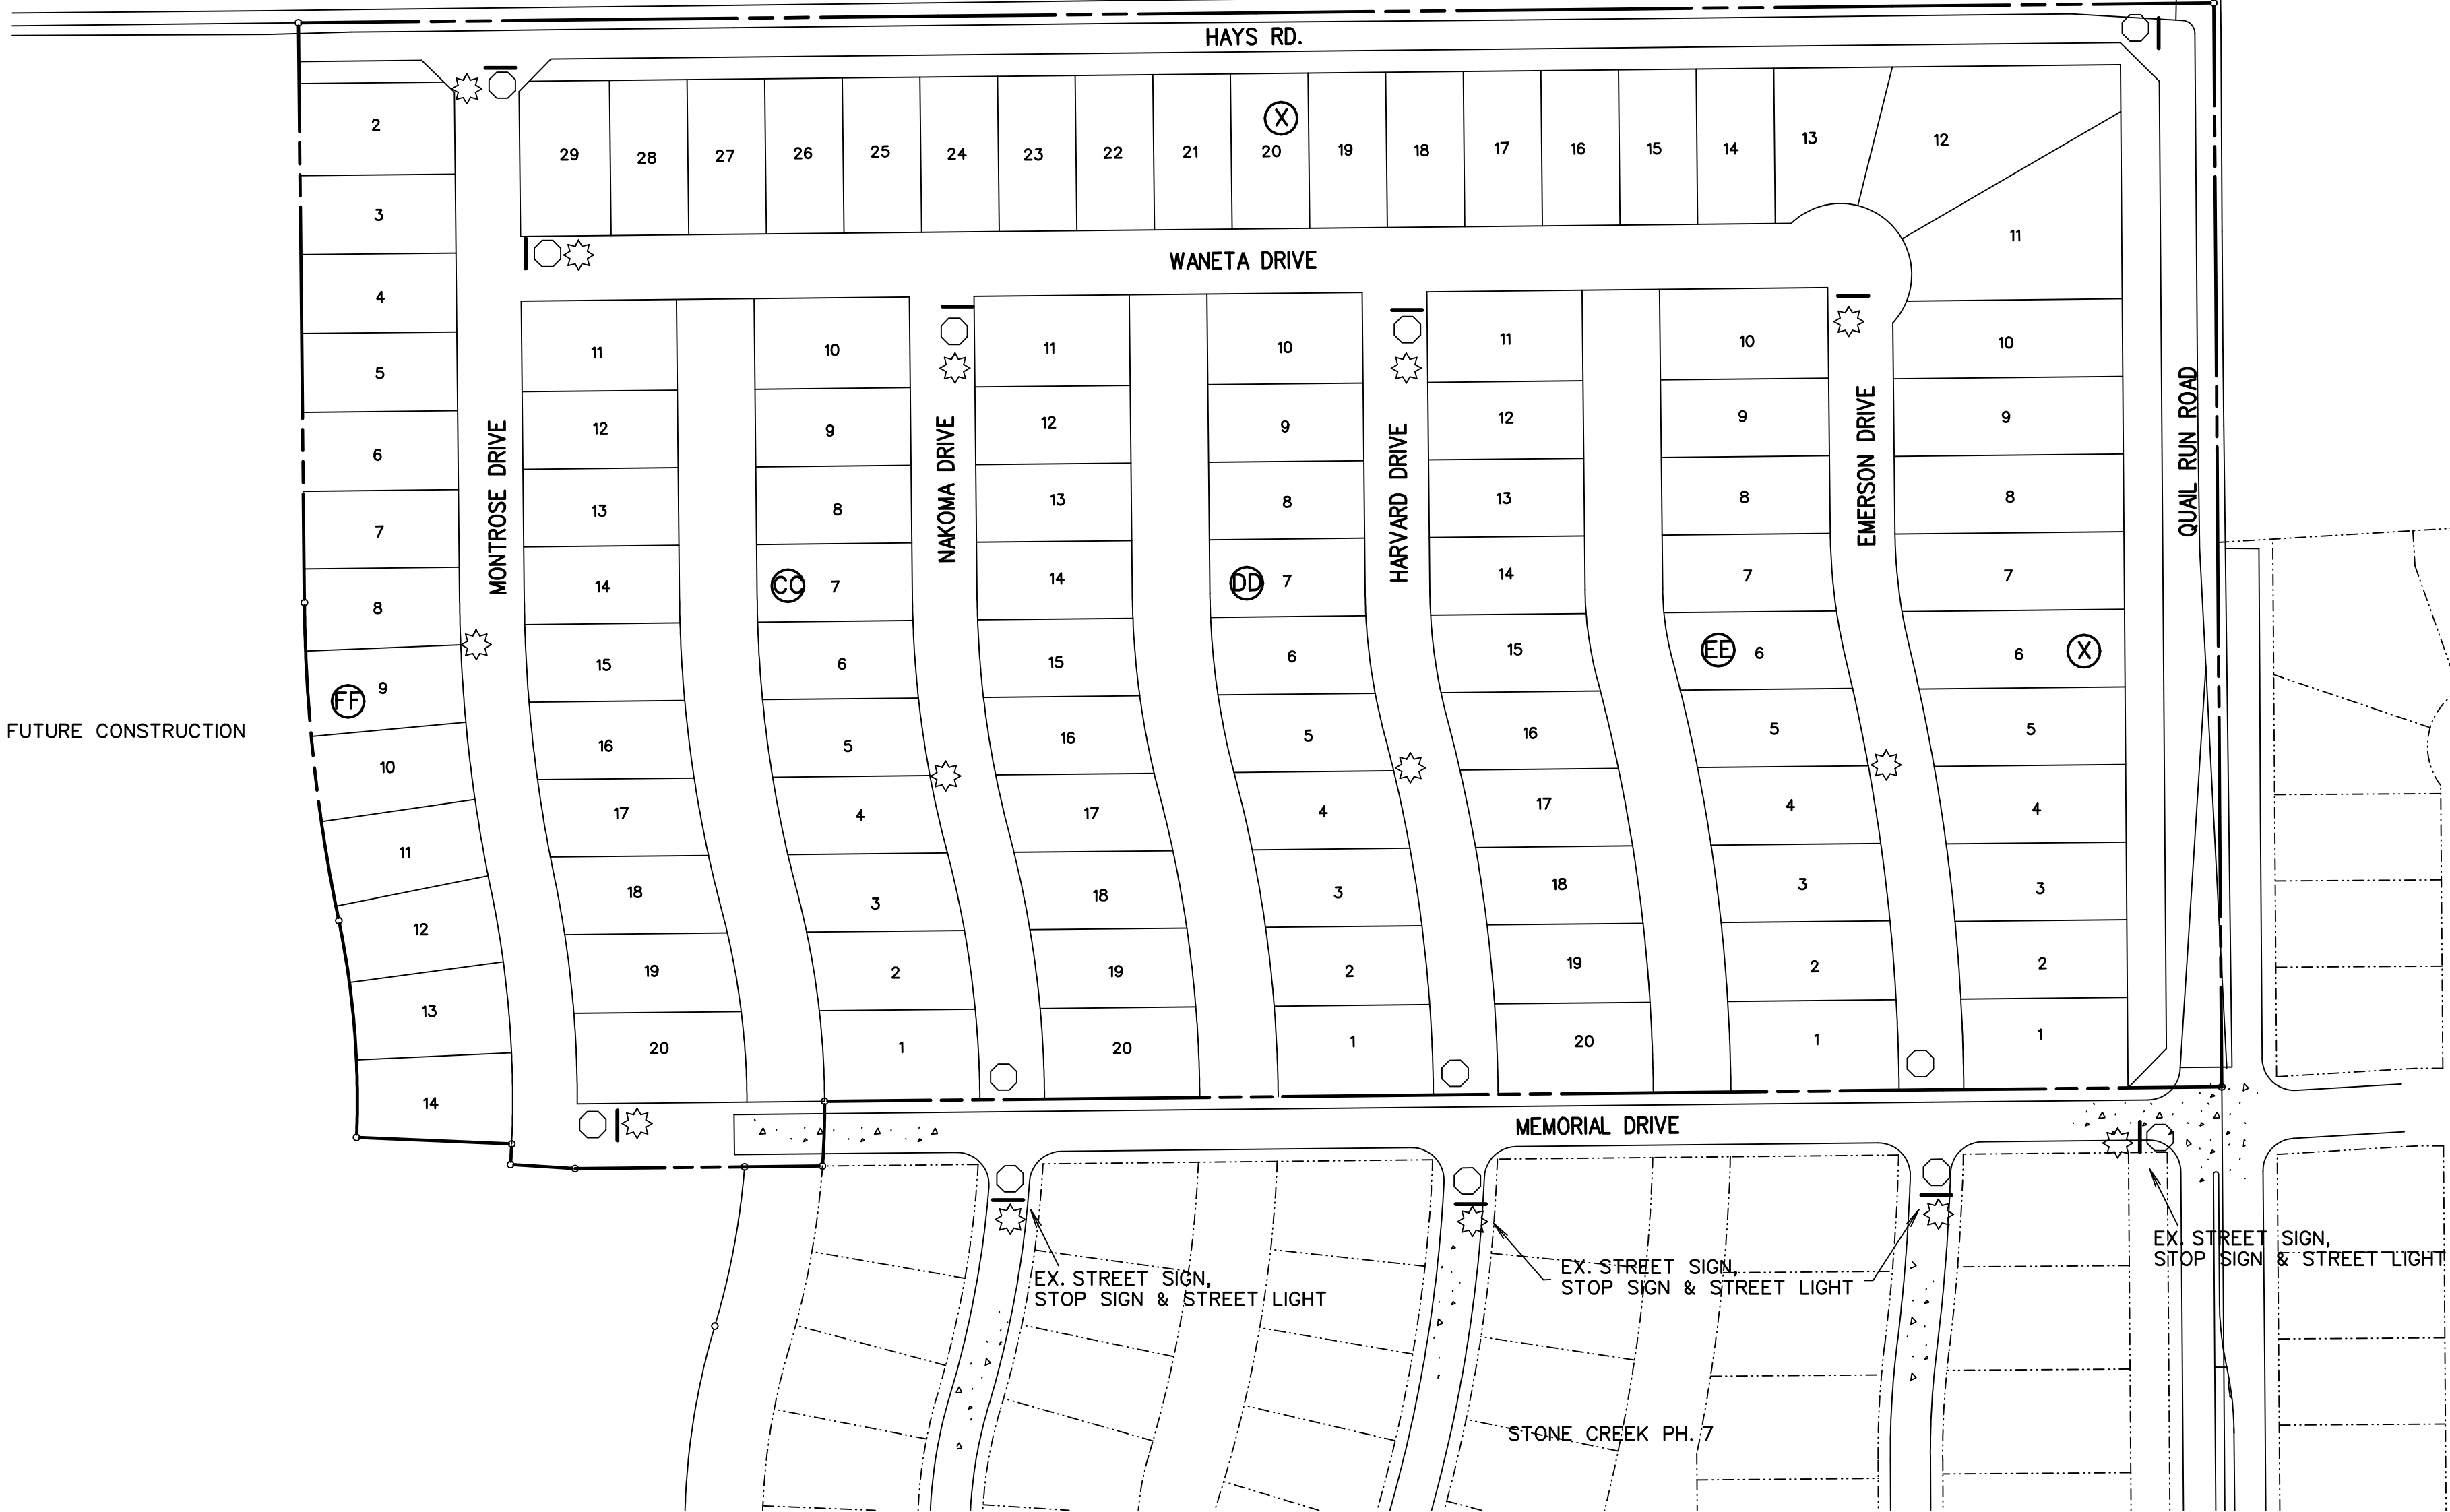 HAYS RD.
2
29 28 27 26 25 24 23 22 21 20 19 18 17 16 15 14 13 12
X
3
11
4
WANETA DRIVE
11 10 11 10 11 10 10
5
12 9 12 9 12 9 9
6
13 8 13 8 13 8 8
7
14 7 14 7 14 7 7
CC
DD
8
15 6 15 6 15 6 6
EE
X
9
FF
16 5 16 5 16 5 5
10
17 4 17 4 17 4 4
11
18 3 18 3 18 3 3
12
19 2 19 2 19 2 2
13
20 1 20 1 20 1 1
14
MONTROSE DRIVE
NAKOMA DRIVE
HARVARD DRIVE
EMERSON DRIVE
QUAIL RUN ROAD
FUTURE CONSTRUCTION
MEMORIAL DRIVE
EX. STREET SIGN,
STOP SIGN & STREET LIGHT
EX. STREET SIGN,
STOP SIGN & STREET LIGHT
EX. STREET SIGN,
STOP SIGN & STREET LIGHT
STONE CREEK PH. 7